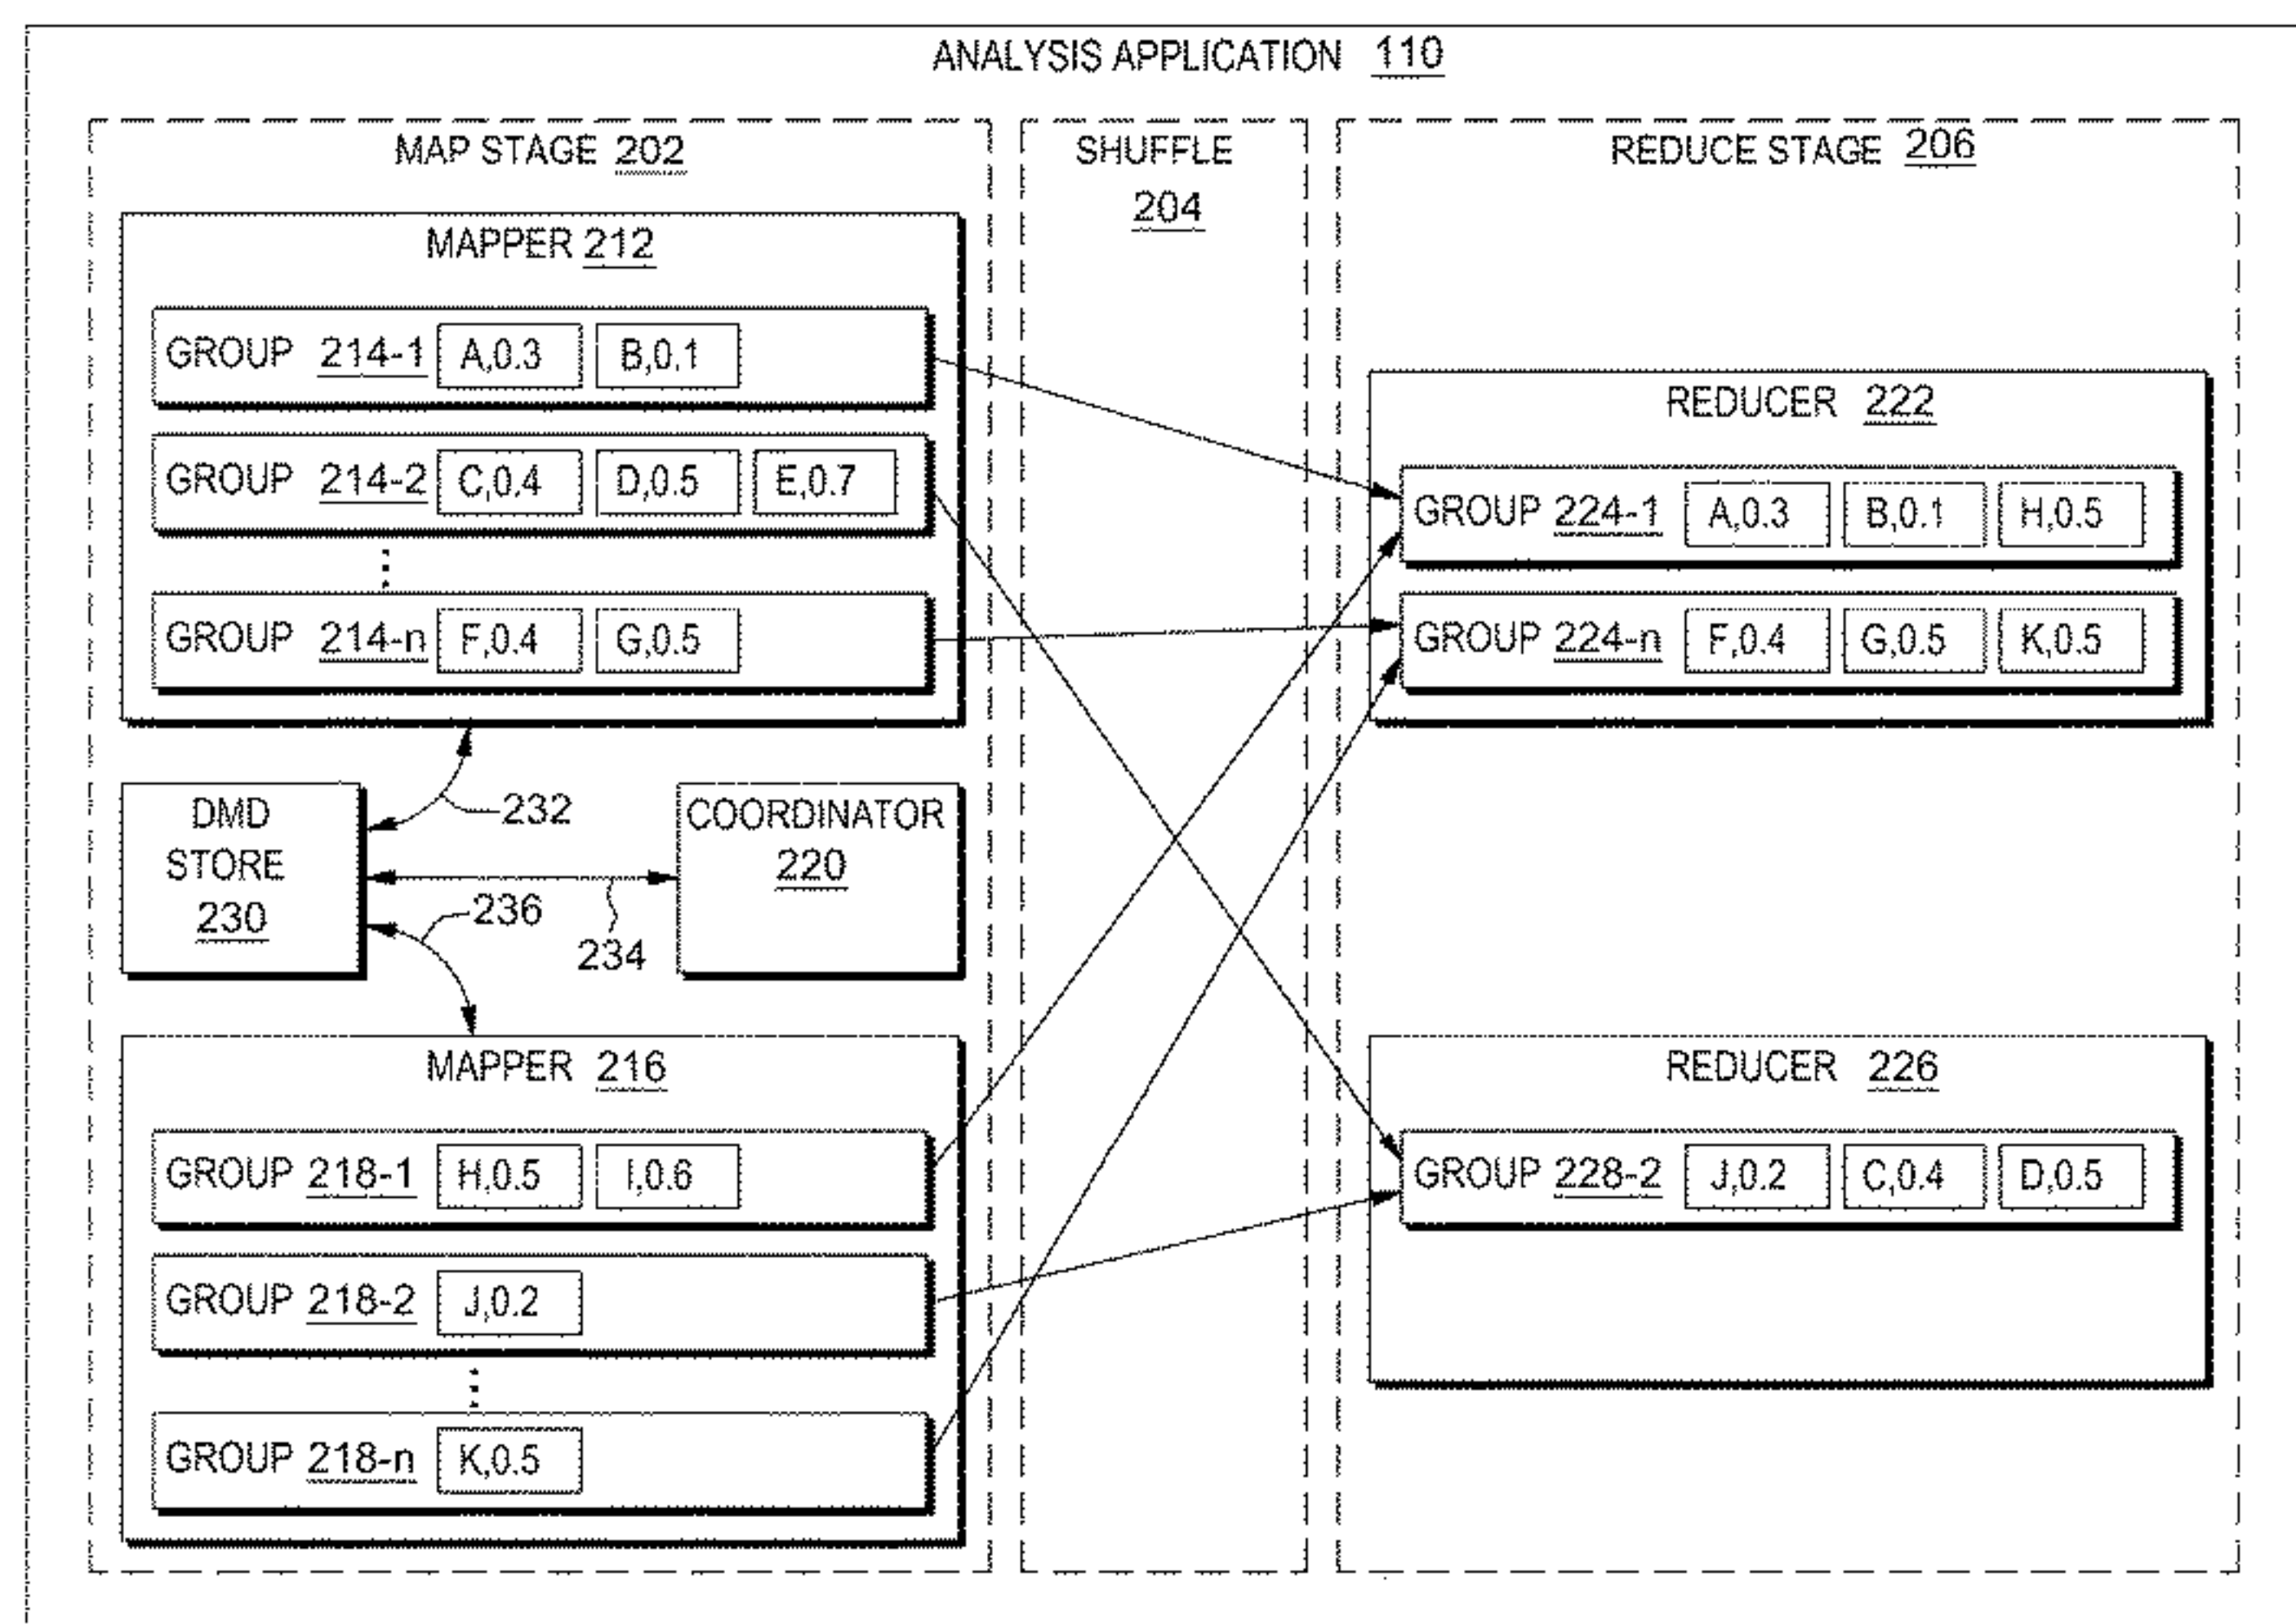 ANALYSIS APPLICATION 110
MAP STAGE 202
MAPPER 212
GROUP 214-1 A,0.3 B,0.1
GROUP 214-2 C,0.4 D,0.5 E,0.7
GROUP 214-n F,0.4 G,0.5
DMD
STORE
230
232
234
236
COORDINATOR
220
MAPPER 216
GROUP 218-1 H,0.5 I,0.6
GROUP 218-2 J,0.2
GROUP 218-n K,0.5
SHUFFLE
204
REDUCE STAGE 206
REDUCER 222
GROUP 224-1 A,0.3 B,0.1 H,0.5
GROUP 224-n F,0.4 G,0.5 K,0.5
REDUCER 226
GROUP 228-2 J,0.2 C,0.4 D,0.5